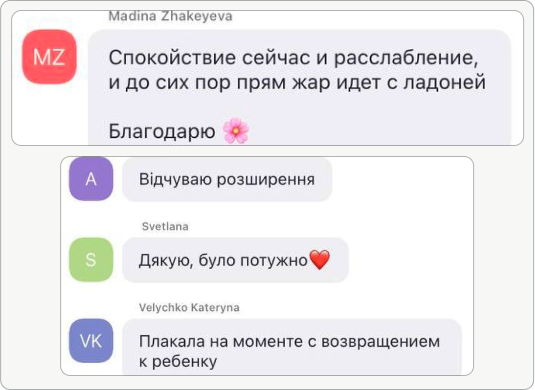 Madina Zhakeyeva
MZ
Спокойствие сейчас и расслабление,
и до сих пор прям жар идет с ладоней
Благодарю 🌸
A
Відчуваю розширення
Svetlana
S
Дякую, було потужно❤️
Velychko Kateryna
VK
Плакала на моменте с возвращением
к ребенку